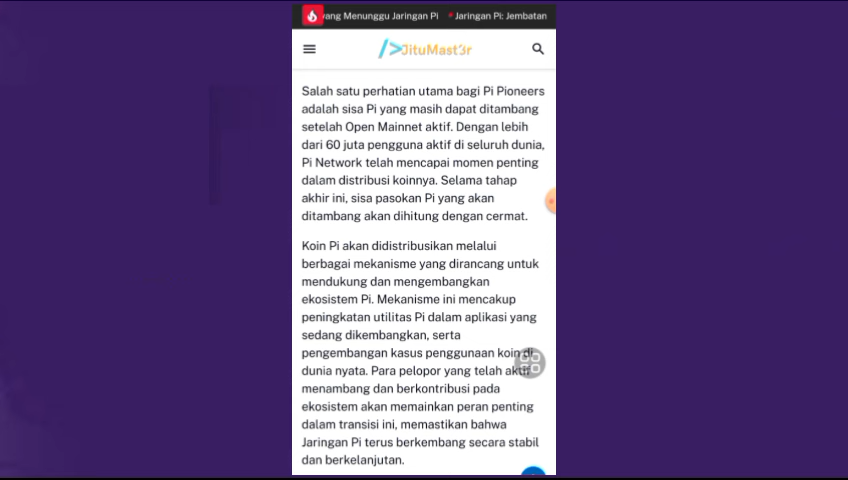 yang Menunggu Jaringan Pi Jaringan Pi: Jembatan
JituMast3r
Salah satu perhatian utama bagi Pi Pioneers
adalah sisa Pi yang masih dapat ditambang
setelah Open Mainnet aktif. Dengan lebih
dari 60 juta pengguna aktif di seluruh dunia,
Pi Network telah mencapai momen penting
dalam distribusi koinnya. Selama tahap
akhir ini, sisa pasokan Pi yang akan
ditambang akan dihitung dengan cermat.
Koin Pi akan didistribusikan melalui
berbagai mekanisme yang dirancang untuk
mendukung dan mengembangkan
ekosistem Pi. Mekanisme ini mencakup
peningkatan utilitas Pi dalam aplikasi yang
sedang dikembangkan, serta
pengembangan kasus penggunaan koin di
dunia nyata. Para pelopor yang telah aktif
menambang dan berkontribusi pada
ekosistem akan memainkan peran penting
dalam transisi ini, memastikan bahwa
Jaringan Pi terus berkembang secara stabil
dan berkelanjutan.